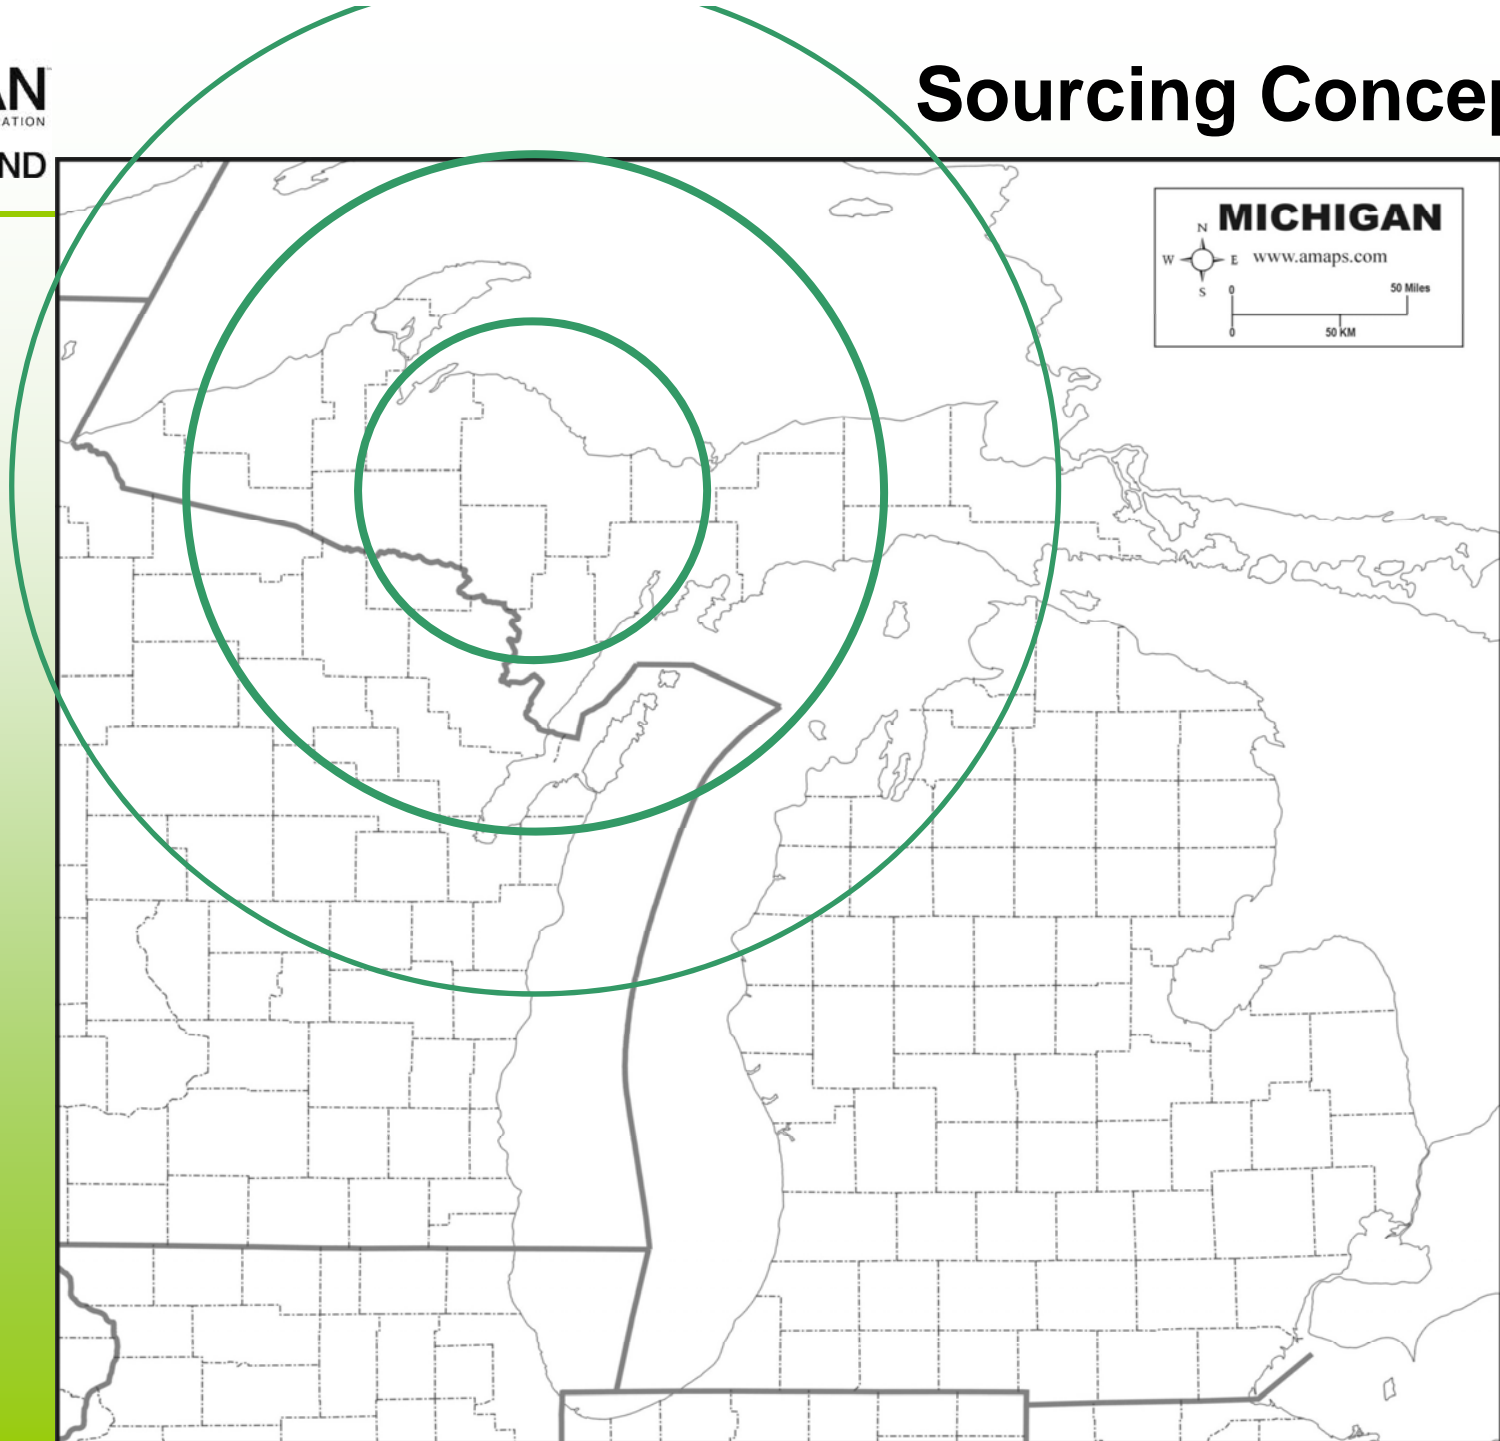 AN
ATION
ND
Sourcing Concep
MICHIGAN
N
W E
S
www.amaps.com
0 50 Miles
0 50 KM